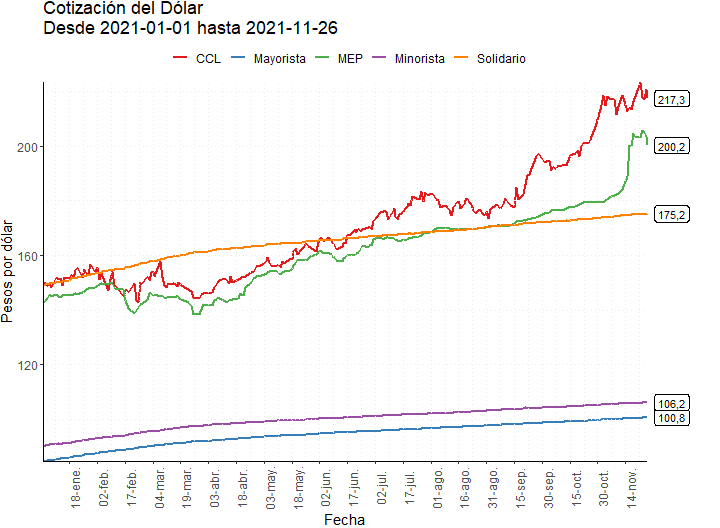 Cotización del Dólar
Desde 2021-01-01 hasta 2021-11-26
CCL Mayorista MEP Minorista Solidario
Pesos por dólar
200
160
120
217,3
200,2
175,2
106,2
100,8
18-ene. 02-feb. 17-feb. 04-mar. 19-mar. 03-abr. 18-abr. 03-may. 18-may. 02-jun. 17-jun. 02-jul. 17-jul. 01-ago. 16-ago. 31-ago. 15-sep. 30-sep. 15-oct. 30-oct. 14-nov.
Fecha